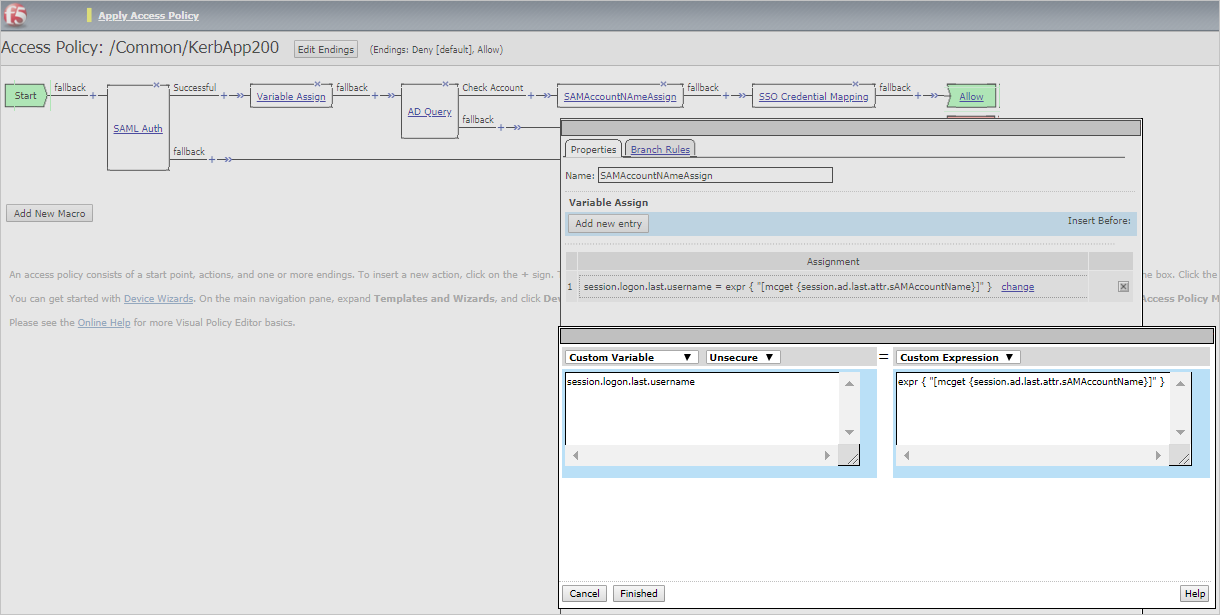 f5
Apply Access Policy
Access Policy: /Common/KerbApp200 Edit Endings (Endings: Deny [default], Allow)
Start fallback + SAML Auth Successful + Variable Assign fallback + AD Query Check Account + SAMAccountNAmeAssign fallback + SSO Credential Mapping fallback + Allow
fallback +
fallback +
Properties Branch Rules
Name: SAMAccountNAmeAssign
Variable Assign
Add new entry Insert Before:
Assignment
1 session.logon.last.username = expr { "[mcget {session.ad.last.attr.sAMAccountName}]" } change
Add New Macro
An access policy consists of a start point, actions, and one or more endings. To insert a new action, click on the + sign. e box. Click the
You can get started with Device Wizards. On the main navigation pane, expand Templates and Wizards, and click Dev Access Policy M
Please see the Online Help for more Visual Policy Editor basics.
Custom Variable ▼ Unsecure ▼ = Custom Expression ▼
session.logon.last.username expr { "[mcget {session.ad.last.attr.sAMAccountName}]" }
Cancel Finished Help